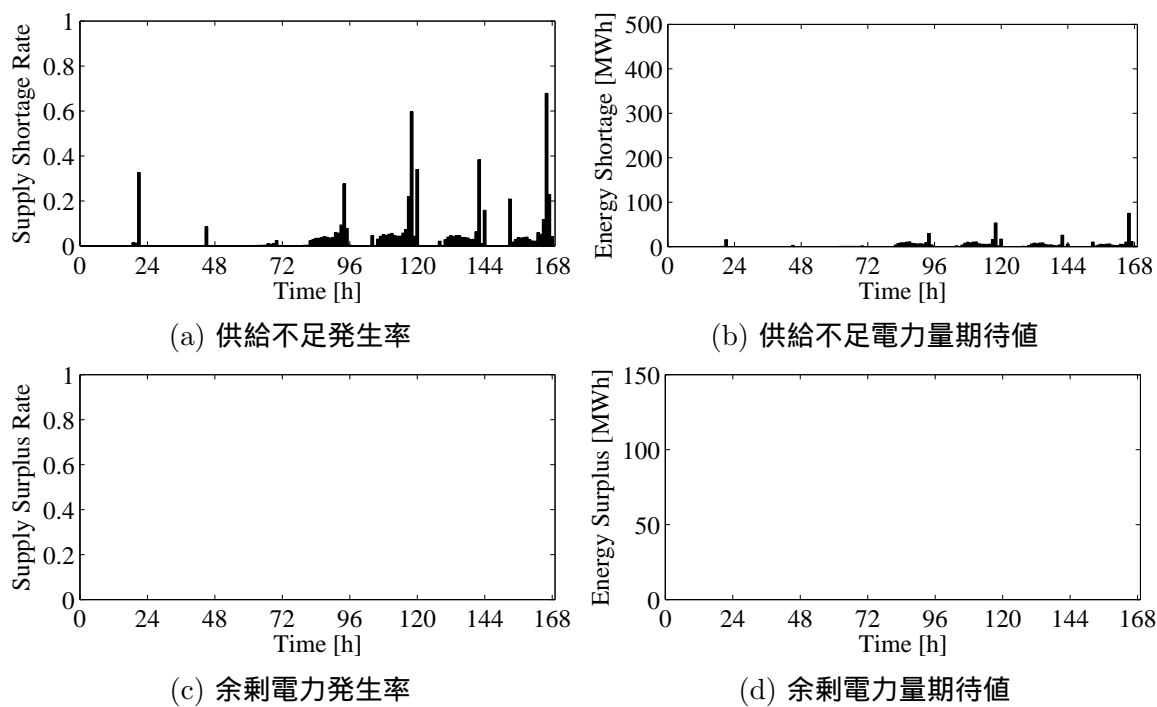 Supply Shortage Rate
1
0.8
0.6
0.4
0.2
0
0 24 48 72 96 120 144 168
Time [h]
(a) 供給不足発生率
Energy Shortage [MWh]
500
400
300
200
100
0
0 24 48 72 96 120 144 168
Time [h]
(b) 供給不足電力量期待値
Supply Surplus Rate
1
0.8
0.6
0.4
0.2
0
0 24 48 72 96 120 144 168
Time [h]
(c) 余剰電力発生率
Energy Surplus [MWh]
150
100
50
0
0 24 48 72 96 120 144 168
Time [h]
(d) 余剰電力量期待値